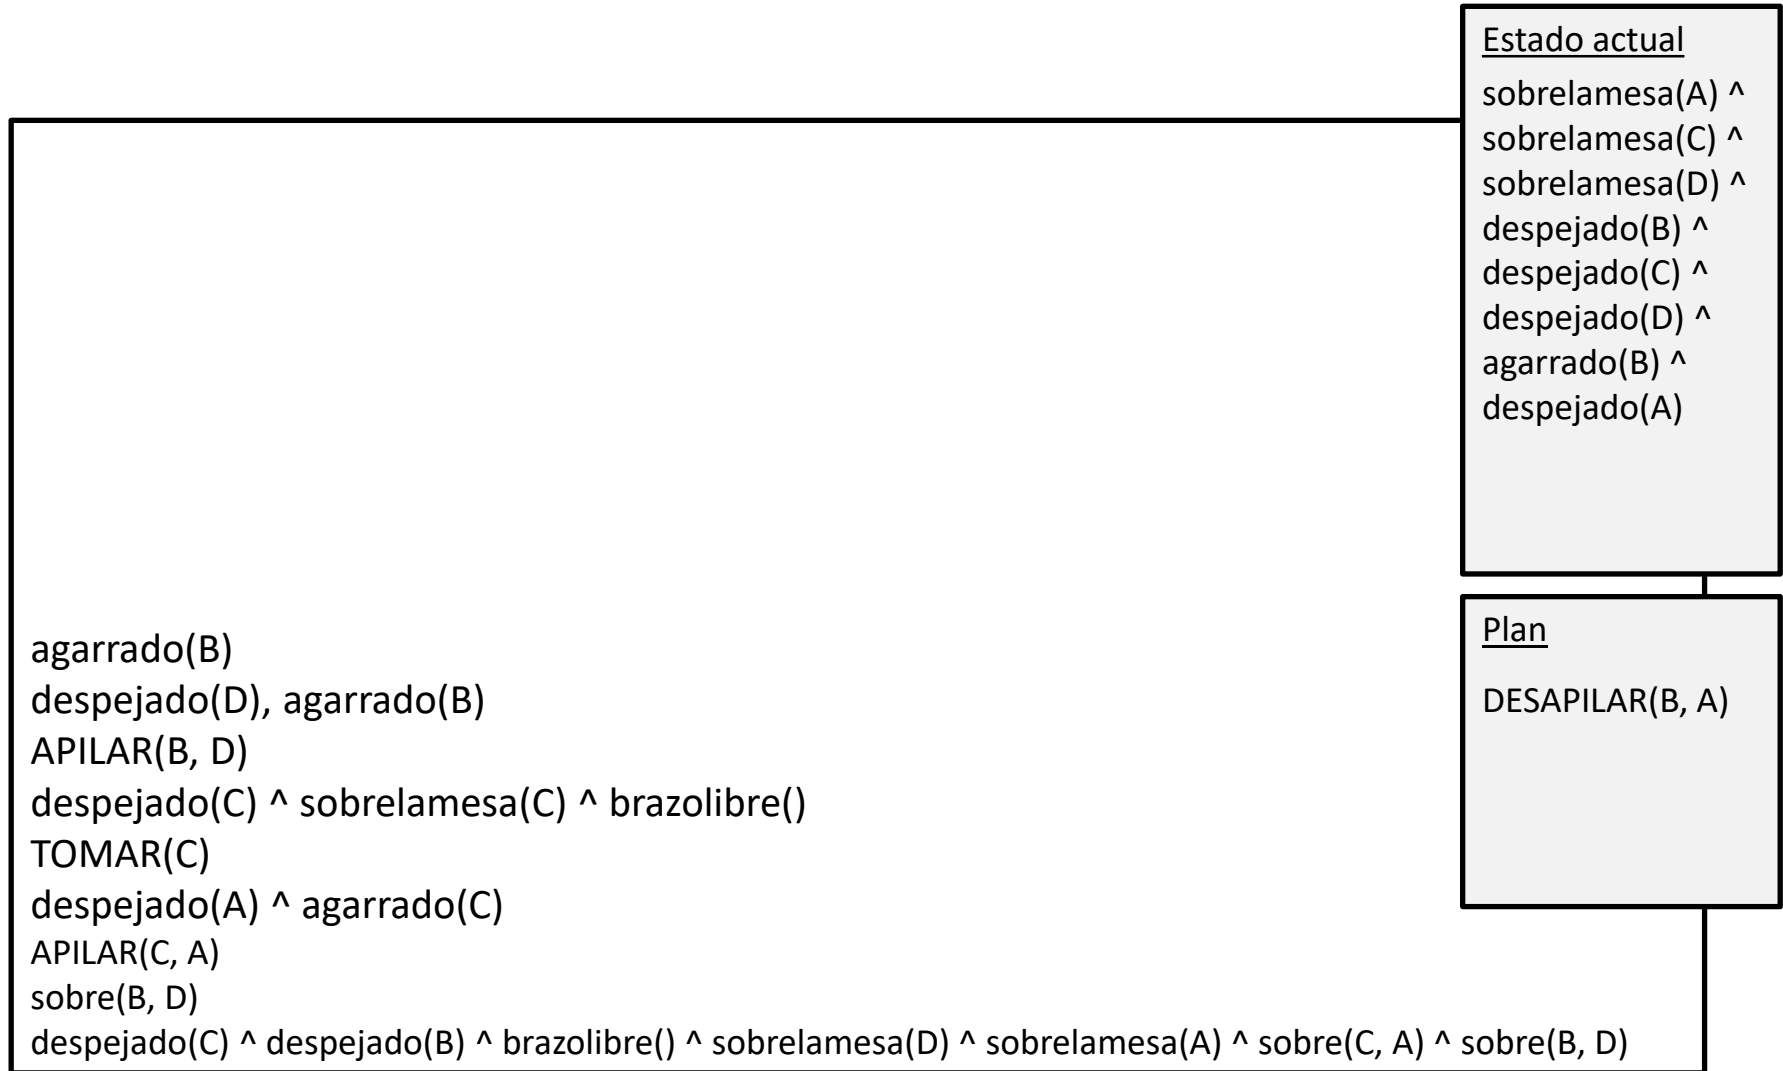 Estado actual
sobrelamesa(A) ^
sobrelamesa(C) ^
sobrelamesa(D) ^
despejado(B) ^
despejado(C) ^
despejado(D) ^
agarrado(B) ^
despejado(A)
Plan
DESAPILAR(B, A)
agarrado(B)
despejado(D), agarrado(B)
APILAR(B, D)
despejado(C) ^ sobrelamesa(C) ^ brazolibre()
TOMAR(C)
despejado(A) ^ agarrado(C)
APILAR(C, A)
sobre(B, D)
despejado(C) ^ despejado(B) ^ brazolibre() ^ sobrelamesa(D) ^ sobrelamesa(A) ^ sobre(C, A) ^ sobre(B, D)